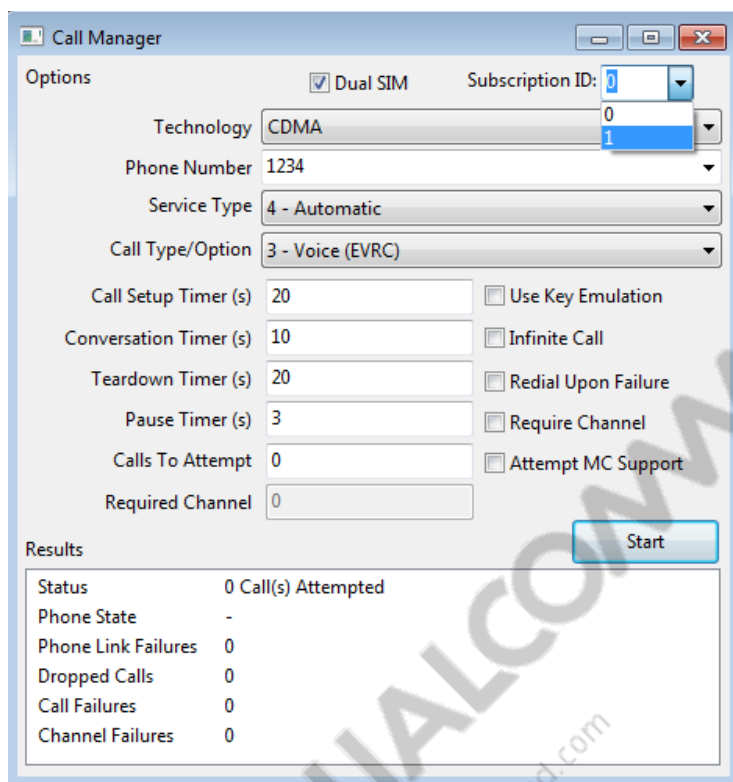 Call Manager
Options
Dual SIM
Subscription ID: 0
0
1
Technology CDMA
Phone Number 1234
Service Type 4 - Automatic
Call Type/Option 3 - Voice (EVRC)
Call Setup Timer (s) 20
Use Key Emulation
Conversation Timer (s) 10
Infinite Call
Teardown Timer (s) 20
Redial Upon Failure
Pause Timer (s) 3
Require Channel
Calls To Attempt 0
Attempt MC Support
Required Channel 0
Start
Results
Status 0 Call(s) Attempted
Phone State -
Phone Link Failures 0
Dropped Calls 0
Call Failures 0
Channel Failures 0